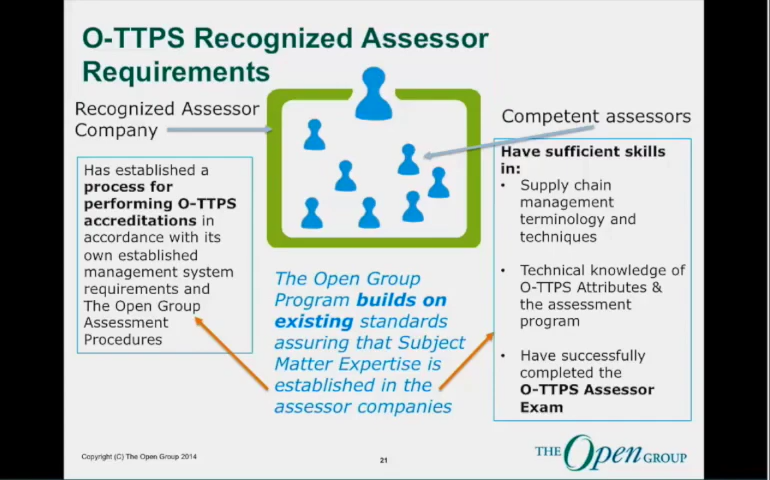 O-TTPS Recognized Assessor
Requirements
Recognized Assessor
Company
Has established a
process for
performing O-TTPS
accreditations in
accordance with its
own established
management system
requirements and
The Open Group
Assessment
Procedures
The Open Group
Program builds on
existing standards
assuring that Subject
Matter Expertise is
established in the
assessor companies
Competent assessors
Have sufficient skills
in:
• Supply chain
management
terminology and
techniques
• Technical knowledge of
O-TTPS Attributes &
the assessment
program
• Have successfully
completed the
O-TTPS Assessor
Exam
Copyright (C) The Open Group 2014
21
THE Open GROUP